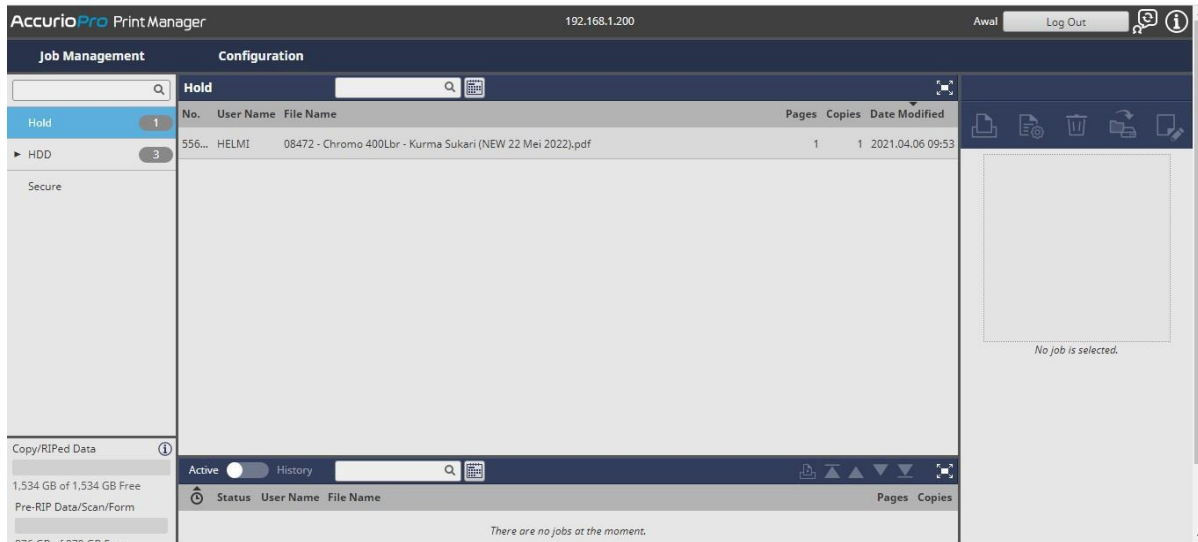 AccurioPro Print Manager
192.168.1.200
Awal
Log Out
Job Management
Configuration
Hold
1
HDD
3
Secure
Hold
No. User Name File Name Pages Copies Date Modified
556... HELMI 08472 - Chromo 400Lbr - Kurma Sukari (NEW 22 Mei 2022).pdf 1 1 2021.04.06 09:53
No job is selected.
Copy/RIPed Data
1,534 GB of 1,534 GB Free
Pre-RIP Data/Scan/Form
Active History
Status User Name File Name Pages Copies
There are no jobs at the moment.